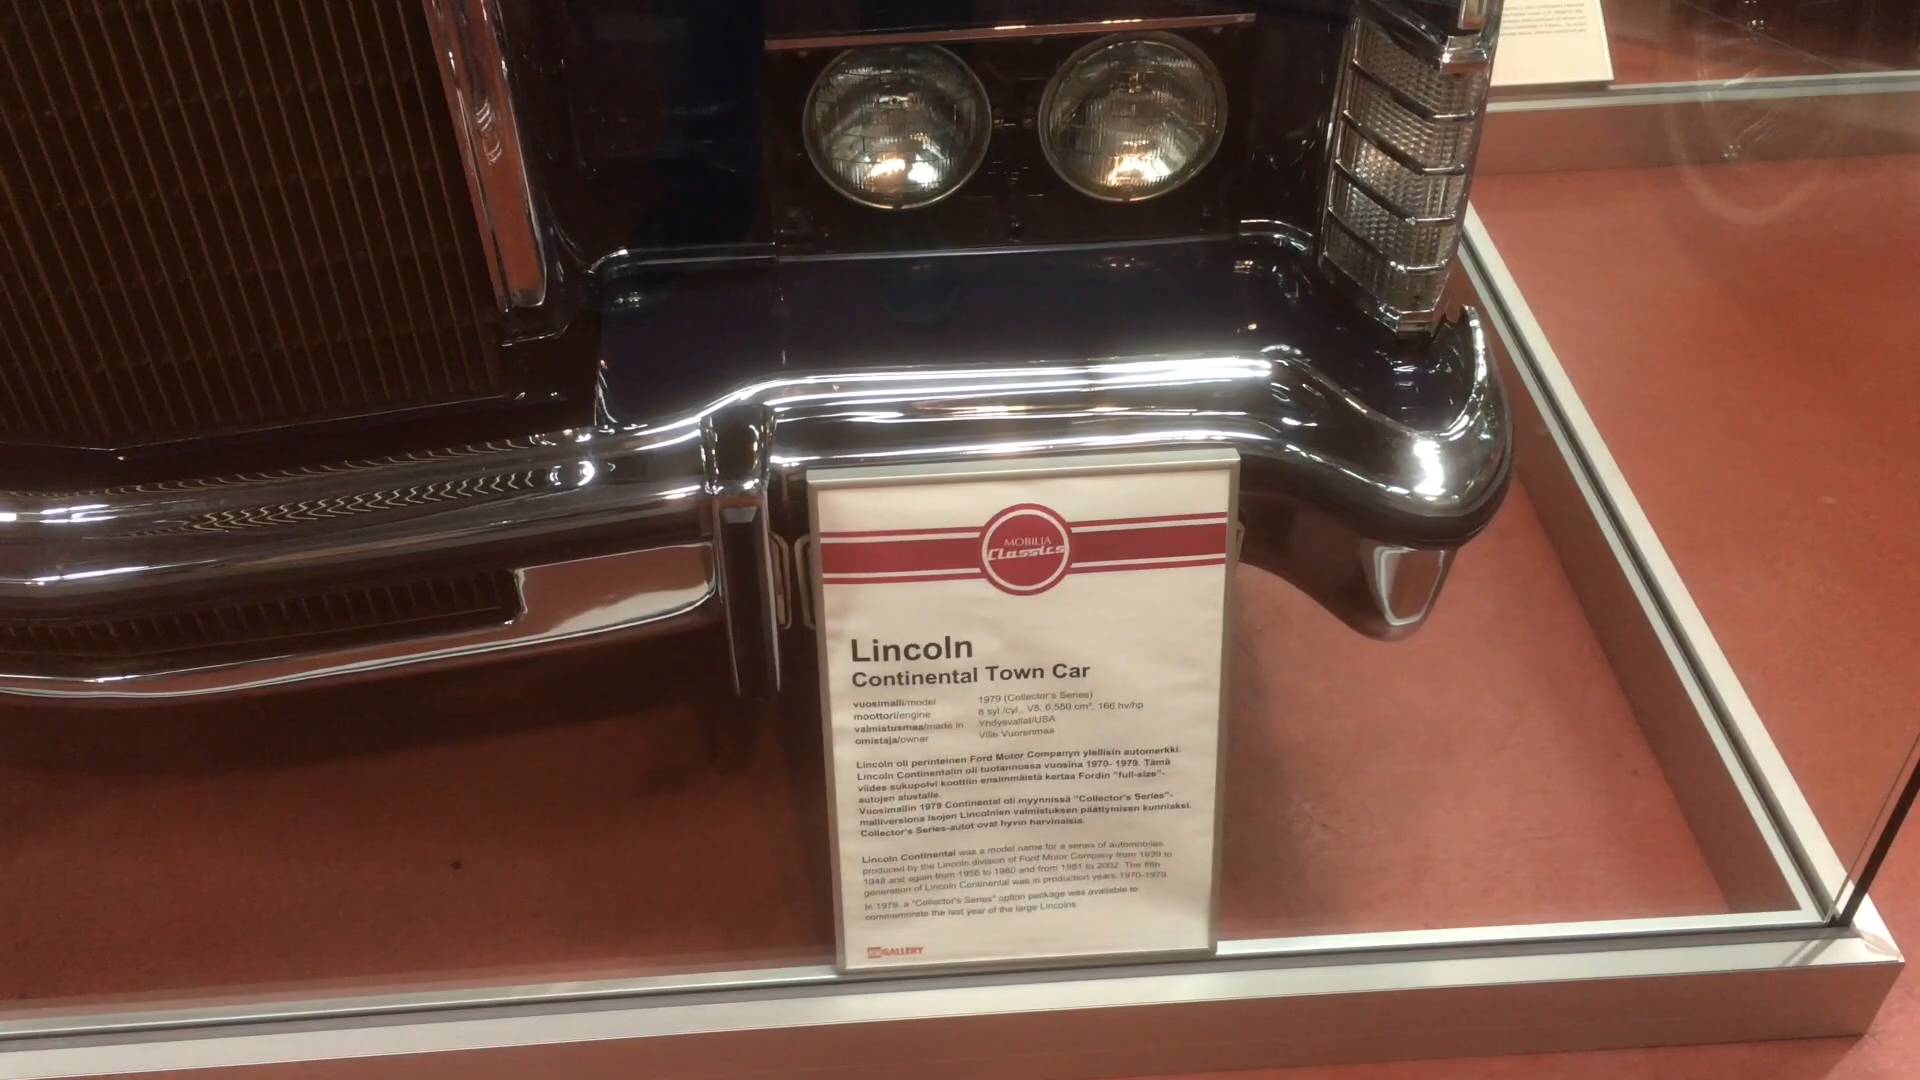 MOBILIA
Classics
Lincoln
Continental Town Car
vuosimalli/model 1979 (Collector's Series)
moottori/engine 8 syl./cyl., V8, 6,550 cm³, 166 hv/hp
valmistusmaa/made in Yhdysvallat/USA
omistaja/owner Ville Vuorenmaa
Lincoln oli perinteinen Ford Motor Companyn ylellisin automerkki.
Lincoln Continentalin oli tuotannossa vuosina 1970- 1979. Tämä
viides sukupolvi koottiin ensimmäistä kertaa Fordin "full-size"-
autojen alustalle.
Vuosimallin 1979 Continental oli myynnissä "Collector's Series"-
malliversiona isojen Lincolnien valmistuksen päättymisen kunniaksi.
Collector's Series-autot ovat hyvin harvinaisia.
Lincoln Continental was a model name for a series of automobiles
produced by the Lincoln division of Ford Motor Company from 1939 to
1948 and again from 1956 to 1980 and from 1981 to 2002. The fifth
generation of Lincoln Continental was in production years 1970-1979.
In 1979, a "Collector's Series" option package was available to
commemorate the last year of the large Lincolns.
GALLERY